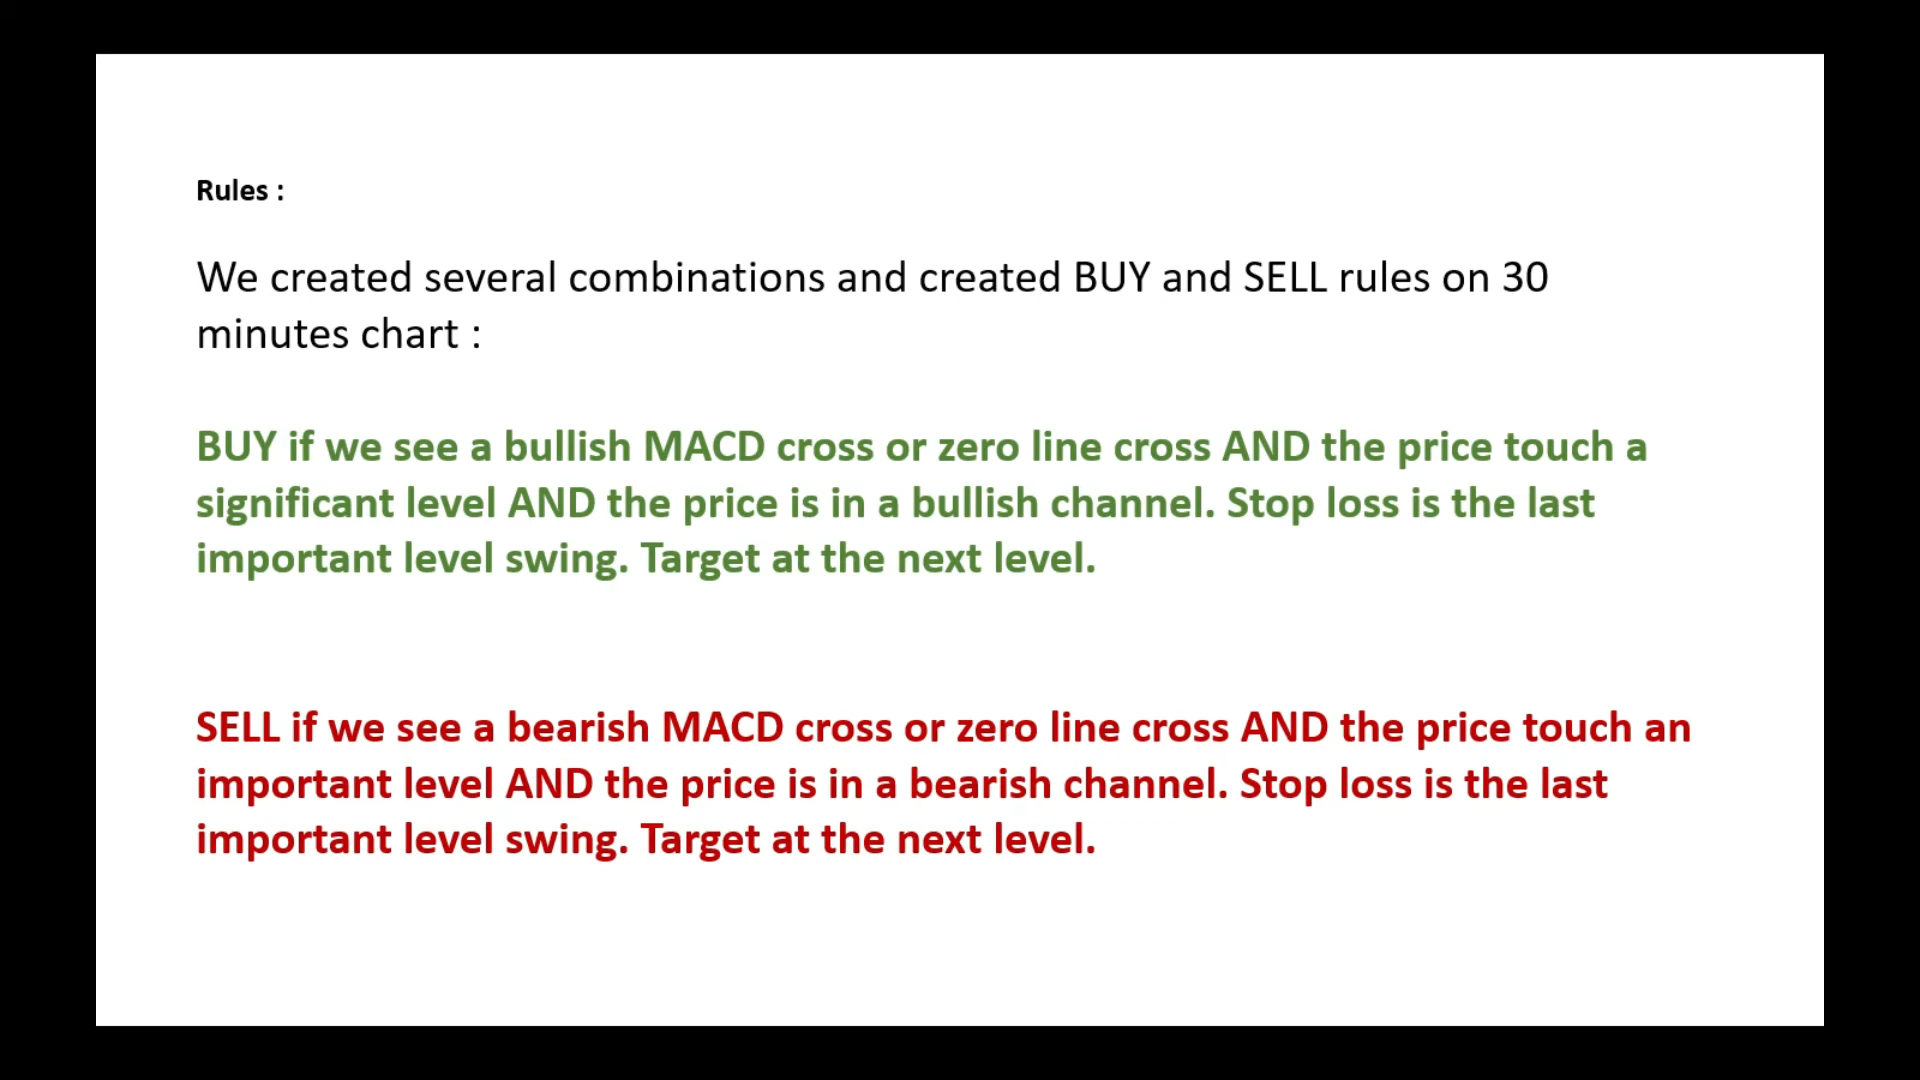 Rules :
We created several combinations and created BUY and SELL rules on 30
minutes chart :
BUY if we see a bullish MACD cross or zero line cross AND the price touch a
significant level AND the price is in a bullish channel. Stop loss is the last
important level swing. Target at the next level.
SELL if we see a bearish MACD cross or zero line cross AND the price touch an
important level AND the price is in a bearish channel. Stop loss is the last
important level swing. Target at the next level.